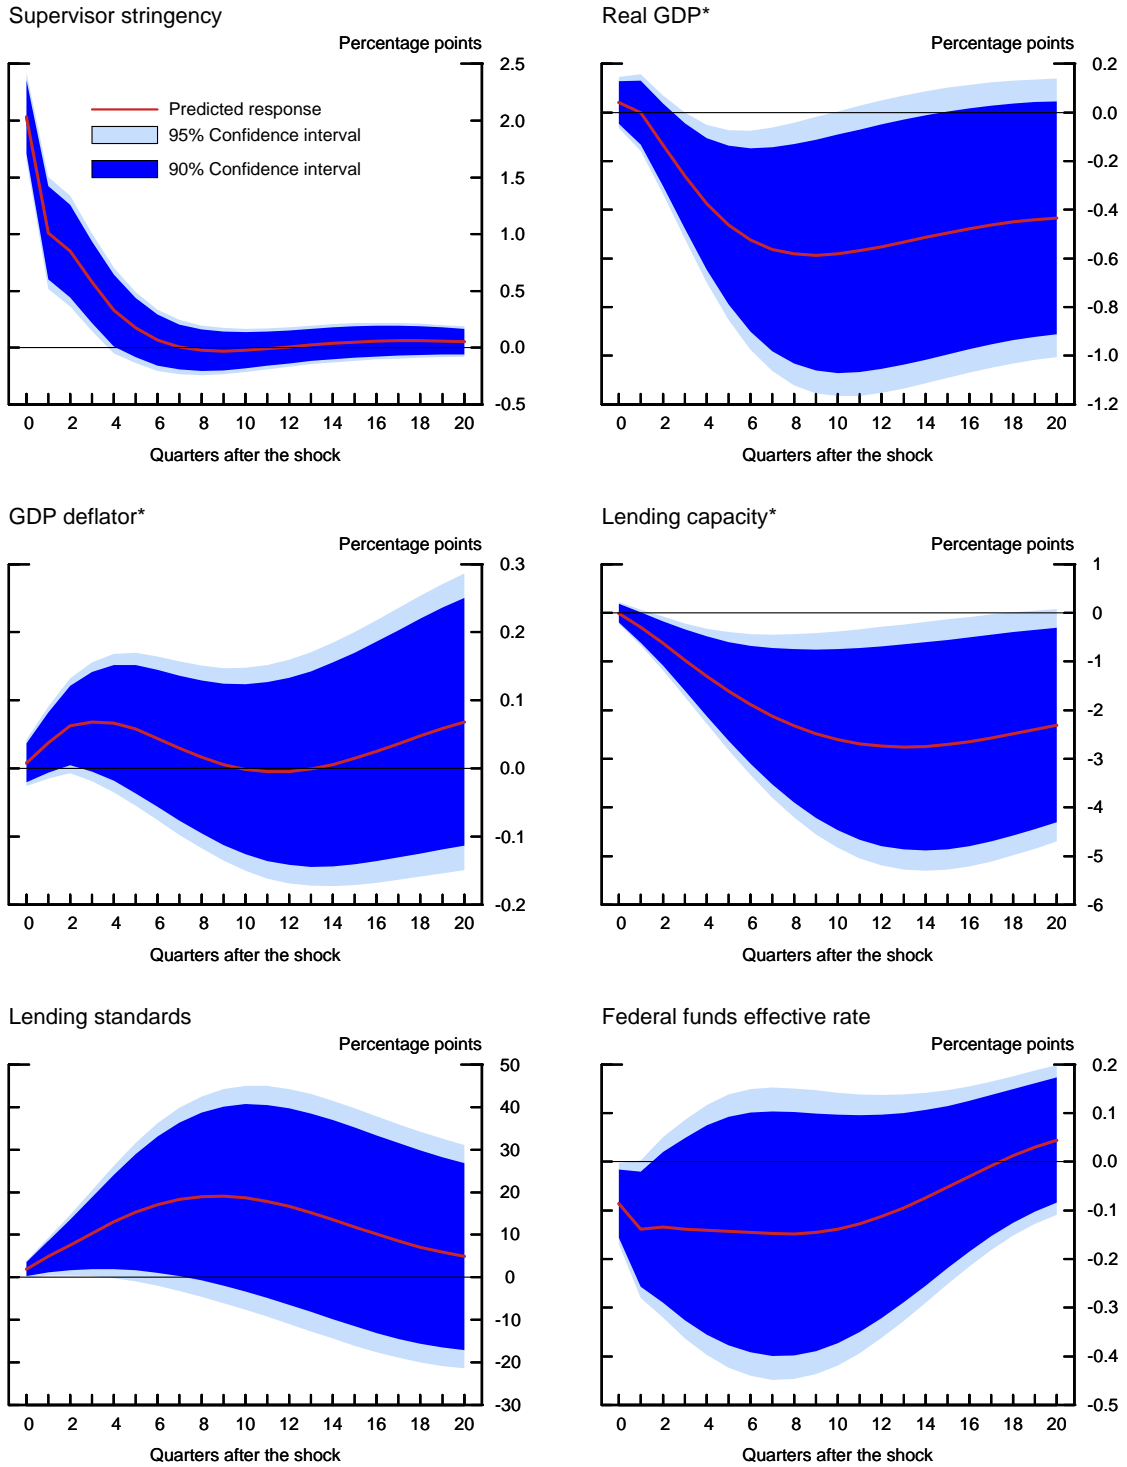 Supervisor stringency
Percentage points
2.5
2.0
1.5
1.0
0.5
0.0
-0.5
Predicted response
95% Confidence interval
90% Confidence interval
0 2 4 6 8 10 12 14 16 18 20
Quarters after the shock
Real GDP*
Percentage points
0.2
0.0
-0.2
-0.4
-0.6
-0.8
-1.0
-1.2
0 2 4 6 8 10 12 14 16 18 20
Quarters after the shock
GDP deflator*
Percentage points
0.3
0.2
0.1
0.0
-0.1
-0.2
0 2 4 6 8 10 12 14 16 18 20
Quarters after the shock
Lending capacity*
Percentage points
1
0
-1
-2
-3
-4
-5
-6
0 2 4 6 8 10 12 14 16 18 20
Quarters after the shock
Lending standards
Percentage points
50
40
30
20
10
0
-10
-20
-30
0 2 4 6 8 10 12 14 16 18 20
Quarters after the shock
Federal funds effective rate
Percentage points
0.2
0.1
0.0
-0.1
-0.2
-0.3
-0.4
-0.5
0 2 4 6 8 10 12 14 16 18 20
Quarters after the shock